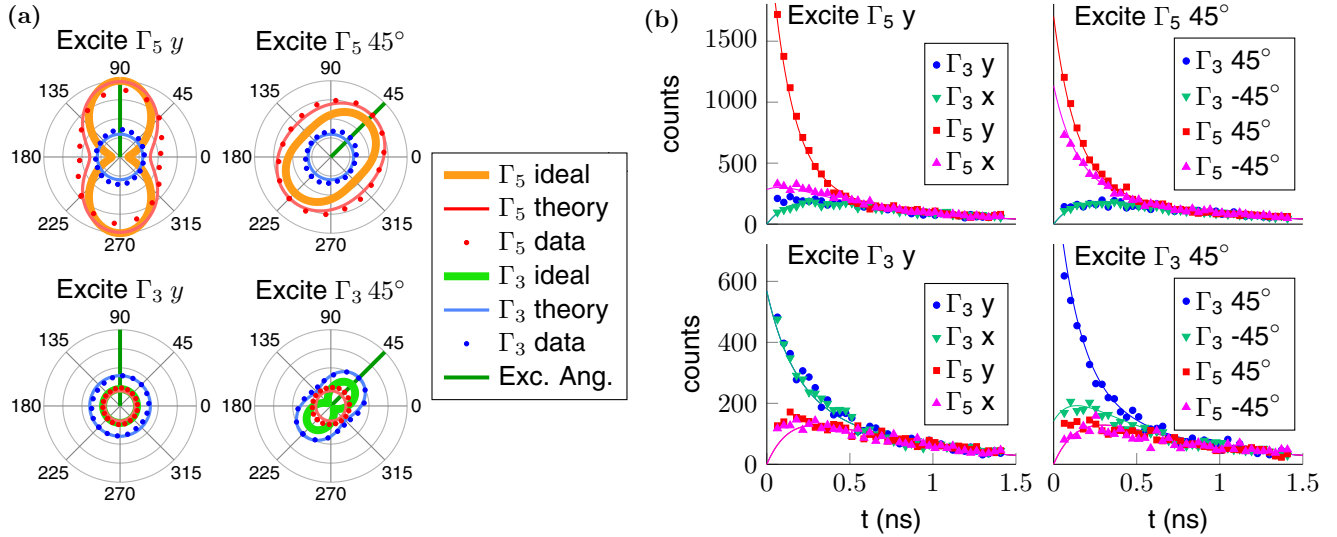 (a)
Excite Γ5 y
90
135
45
180
0
225
315
270
Excite Γ5 45°
90
135
45
180
0
225
315
270
Excite Γ3 y
90
135
45
180
0
225
315
270
Excite Γ3 45°
90
135
45
180
0
225
315
270
Γ5 ideal
Γ5 theory
Γ5 data
Γ3 ideal
Γ3 theory
Γ3 data
Exc. Ang.
(b)
Excite Γ5 y
counts
1500
1000
500
0
Γ3 y
Γ3 x
Γ5 y
Γ5 x
Excite Γ5 45°
Γ3 45°
Γ3 -45°
Γ5 45°
Γ5 -45°
Excite Γ3 y
counts
600
400
200
0
Γ3 y
Γ3 x
Γ5 y
Γ5 x
0
0.5
1
1.5
t (ns)
Excite Γ3 45°
Γ3 45°
Γ3 -45°
Γ5 45°
Γ5 -45°
0
0.5
1
1.5
t (ns)